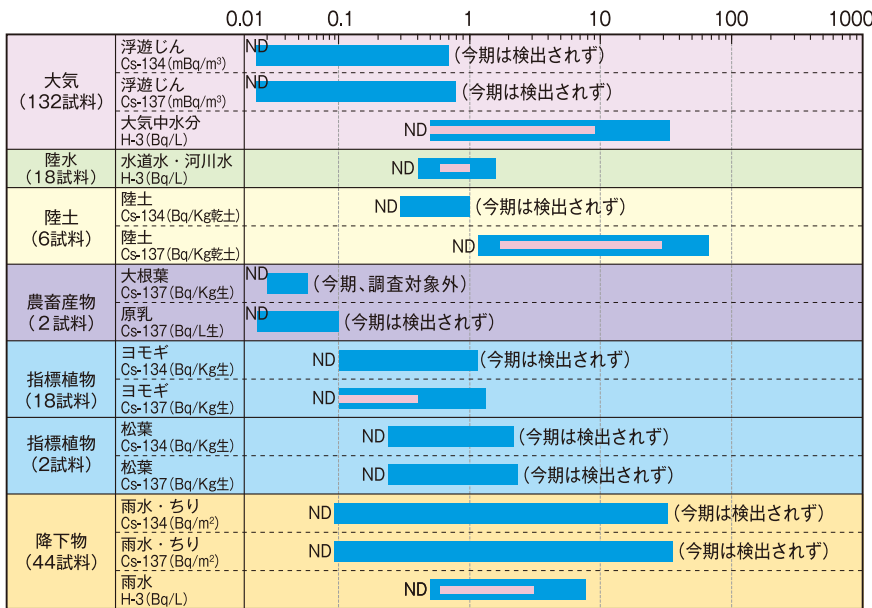 0.01 0.1 1 10 100 1000
大気
(132試料)
ND
浮遊じん
Cs-134(mBq/m³)
(今期は検出されず)
ND
浮遊じん
Cs-137(mBq/m³)
(今期は検出されず)
大気中水分
H-3(Bq/L)
ND
陸水
(18試料)
水道水・河川水
H-3(Bq/L)
ND
陸土
(6試料)
陸土
Cs-134(Bq/Kg乾土)
ND
(今期は検出されず)
陸土
Cs-137(Bq/Kg乾土)
ND
農畜産物
(2試料)
大根葉
Cs-137(Bq/Kg生)
ND
(今期、調査対象外)
原乳
Cs-137(Bq/L生)
ND
(今期は検出されず)
指標植物
(18試料)
ヨモギ
Cs-134(Bq/Kg生)
ND
(今期は検出されず)
ヨモギ
Cs-137(Bq/Kg生)
ND
指標植物
(2試料)
松葉
Cs-134(Bq/Kg生)
ND
(今期は検出されず)
松葉
Cs-137(Bq/Kg生)
ND
(今期は検出されず)
降下物
(44試料)
雨水・ちり
Cs-134(Bq/m²)
ND
(今期は検出されず)
雨水・ちり
Cs-137(Bq/m²)
ND
(今期は検出されず)
雨水
H-3(Bq/L)
ND